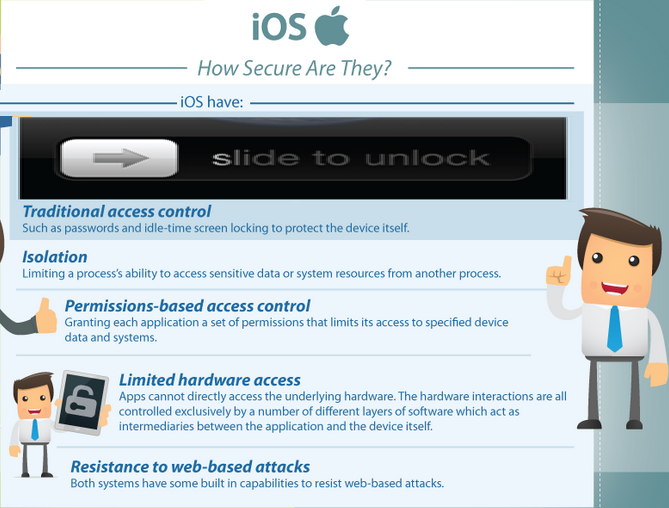 iOS
How Secure Are They?
iOS have:
slide to unlock
Traditional access control
Such as passwords and idle-time screen locking to protect the device itself.
Isolation
Limiting a process's ability to access sensitive data or system resources from another process.
Permissions-based access control
Granting each application a set of permissions that limits its access to specified device
data and systems.
Limited hardware access
Apps cannot directly access the underlying hardware. The hardware interactions are all
controlled exclusively by a number of different layers of software which act as
intermediaries between the application and the device itself.
Resistance to web-based attacks
Both systems have some built in capabilities to resist web-based attacks.